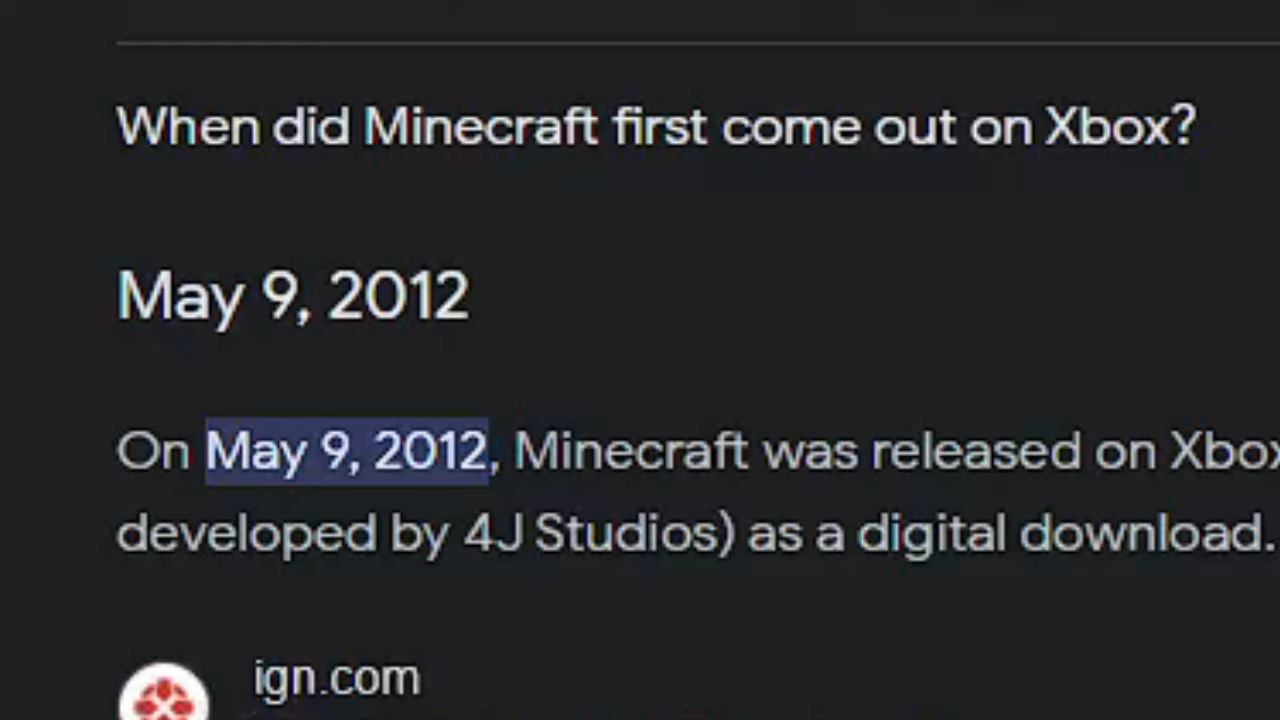 When did Minecraft first come out on Xbox?
May 9, 2012
On May 9, 2012, Minecraft was released on Xbox
developed by 4J Studios) as a digital download.
ign.com